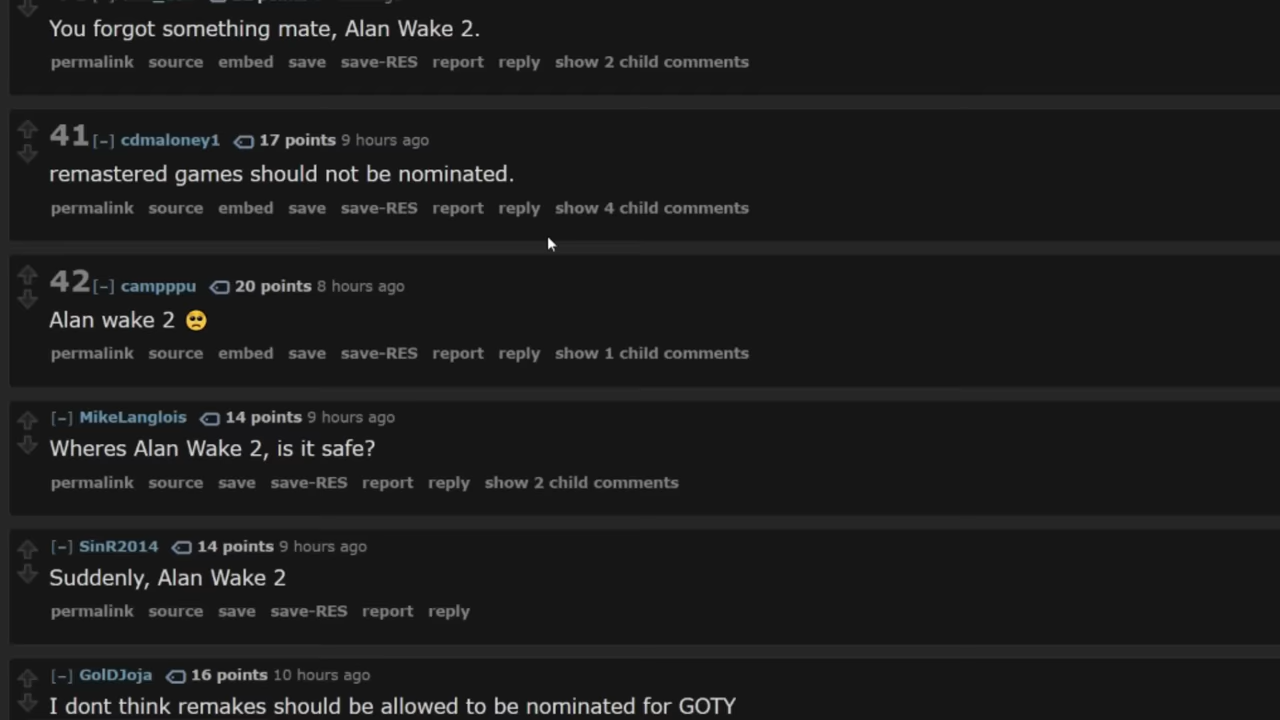 You forgot something mate, Alan Wake 2.
permalink source embed save save-RES report reply show 2 child comments
41 [-] cdmaloney1 17 points 9 hours ago
remastered games should not be nominated.
permalink source embed save save-RES report reply show 4 child comments
42 [-] campppu 20 points 8 hours ago
Alan wake 2 🥺
permalink source embed save save-RES report reply show 1 child comments
[-] MikeLanglois 14 points 9 hours ago
Wheres Alan Wake 2, is it safe?
permalink source save save-RES report reply show 2 child comments
[-] SinR2014 14 points 9 hours ago
Suddenly, Alan Wake 2
permalink source save save-RES report reply
[-] GolDJoja 16 points 10 hours ago
I dont think remakes should be allowed to be nominated for GOTY